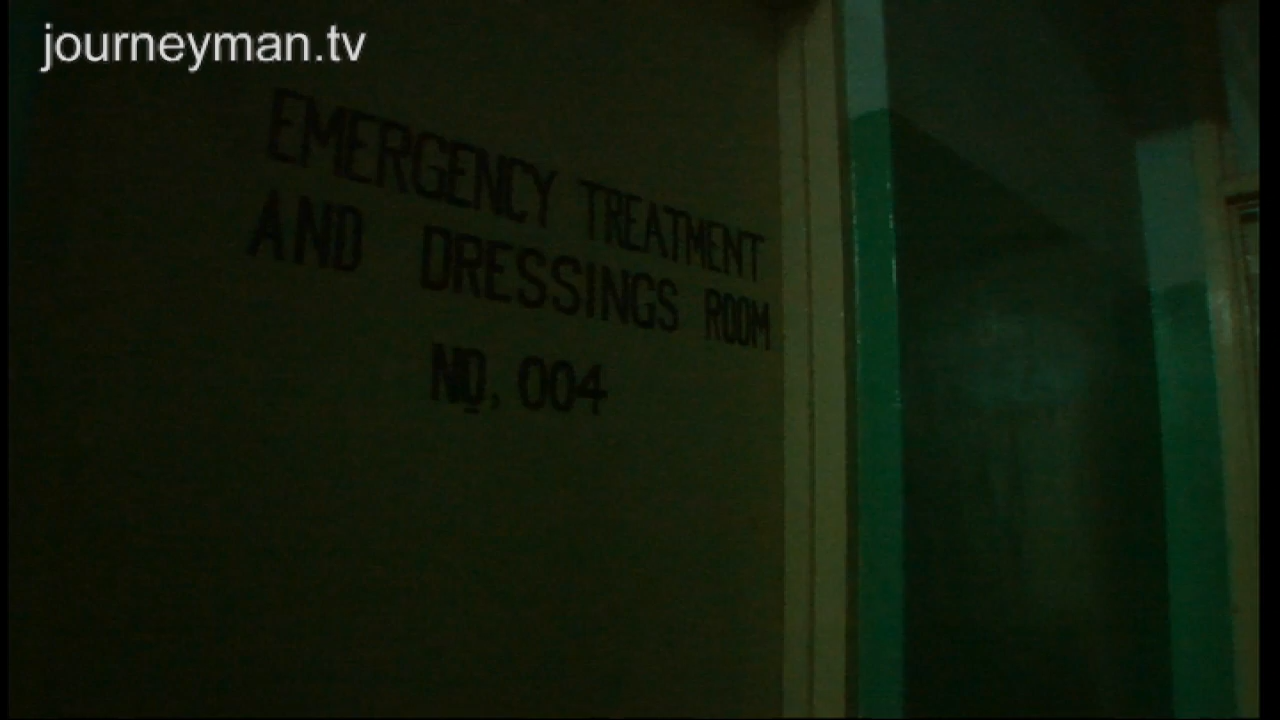 journeyman.tv
EMERGENCY TREATMENT
AND DRESSINGS ROOM
NO, 004